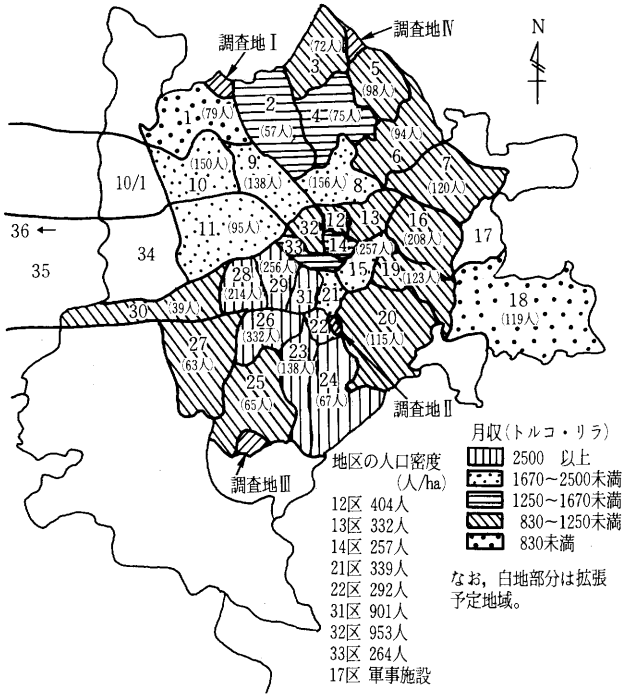 調査地Ⅰ
調査地Ⅳ
N
(72人)
3
5
(98人)
1
(79人)
2
(57人)
4
(75人)
(94人)
6
7
(120人)
(150人)
10
9
(138人)
(156人)
8
10/1
11
(95人)
32
12
13
16
(208人)
17
36 ←
35
34
33
14
(257人)
15
19
(123人)
28
(214人)
(256人)
29
31
21
18
(119人)
30
(39人)
26
(332人)
22
20
(115人)
27
(63人)
23
(138人)
24
(67人)
25
(65人)
調査地Ⅱ
調査地Ⅲ
地区の人口密度
(人/ha)
12区 404人
13区 332人
14区 257人
21区 339人
22区 292人
31区 901人
32区 953人
33区 264人
17区 軍事施設
月収(トルコ・リラ)
2500 以上
1670~2500未満
1250~1670未満
830~1250未満
830未満
なお,白地部分は拡張
予定地域。